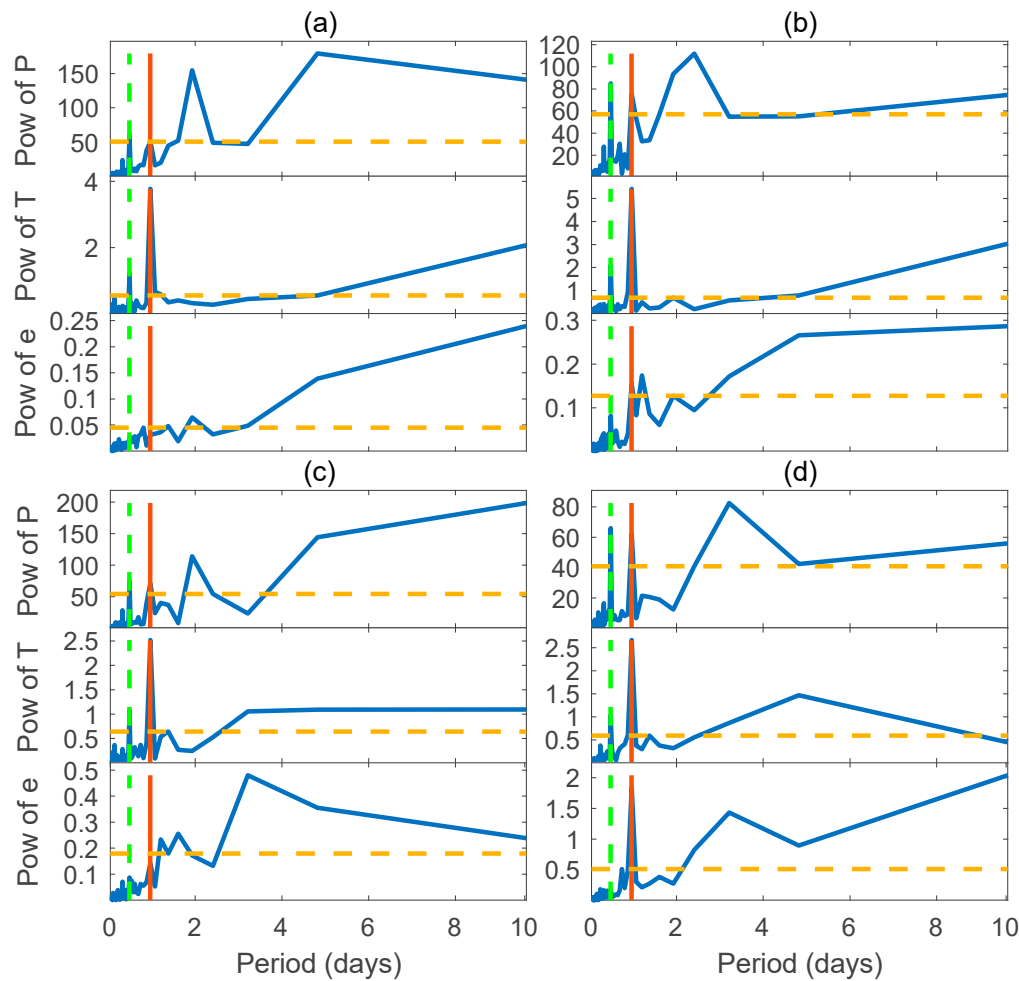 (a) (b)
Pow of P 150 100 50 120 100 80 60 40 20
Pow of T 4 2 5 4 3 2 1
Pow of e 0.25 0.15 0.1 0.05 0.3 0.2 0.1
(c) (d)
Pow of P 200 150 100 50 80 60 40 20
Pow of T 2.5 2 1.5 1 0.5 2.5 2 1.5 1 0.5
Pow of e 0.5 0.4 0.3 0.2 0.1 2 1.5 1 0.5
0 2 4 6 8 10 0 2 4 6 8 10
Period (days) Period (days)